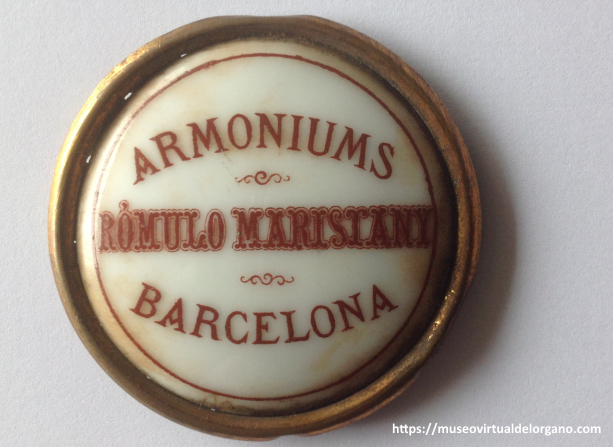 ARMONIUMS
RÓMULO MARISTANY
BARCELONA
https://museovirtualdelorgano.com